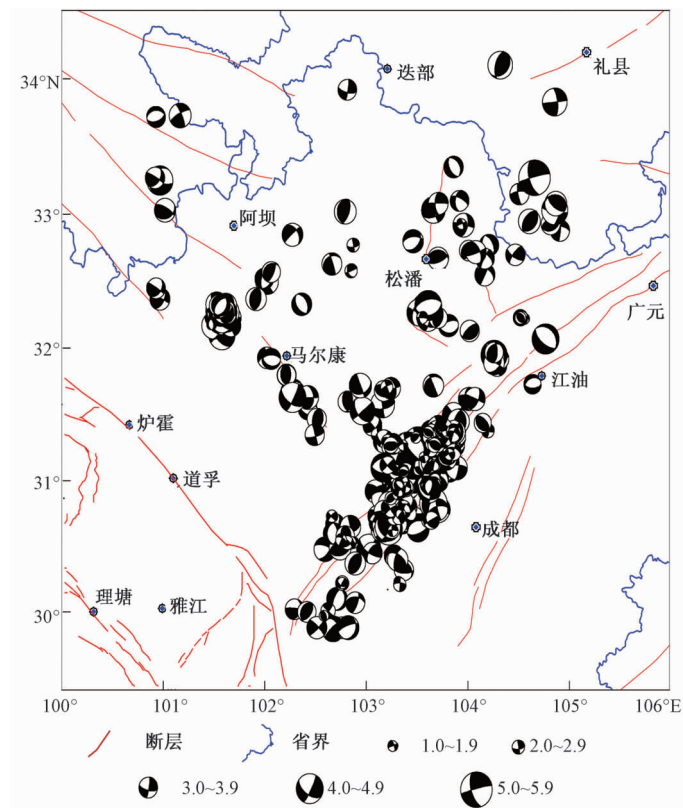 34°N
迭部
礼县
33°
阿坝
松潘
广元
32°
马尔康
江油
炉霍
31°
道孚
成都
30°
理塘
雅江
100° 101° 102° 103° 104° 105° 106°E
断层 省界 1.0~1.9 2.0~2.9
3.0~3.9 4.0~4.9 5.0~5.9